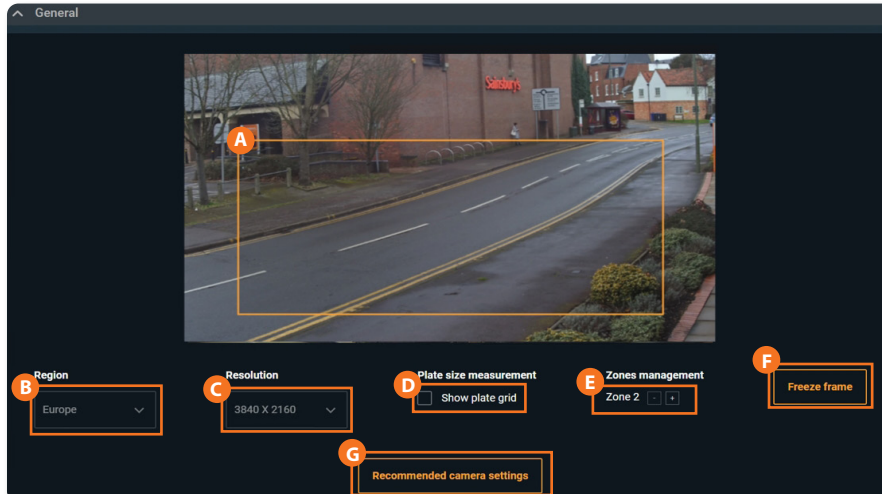 General
Sainsbury's
A
Region
Resolution
Plate size measurement
Zones management
F
B
C
D
E
Europe
3840 X 2160
Show plate grid
Zone 2 - +
Freeze frame
G
Recommended camera settings